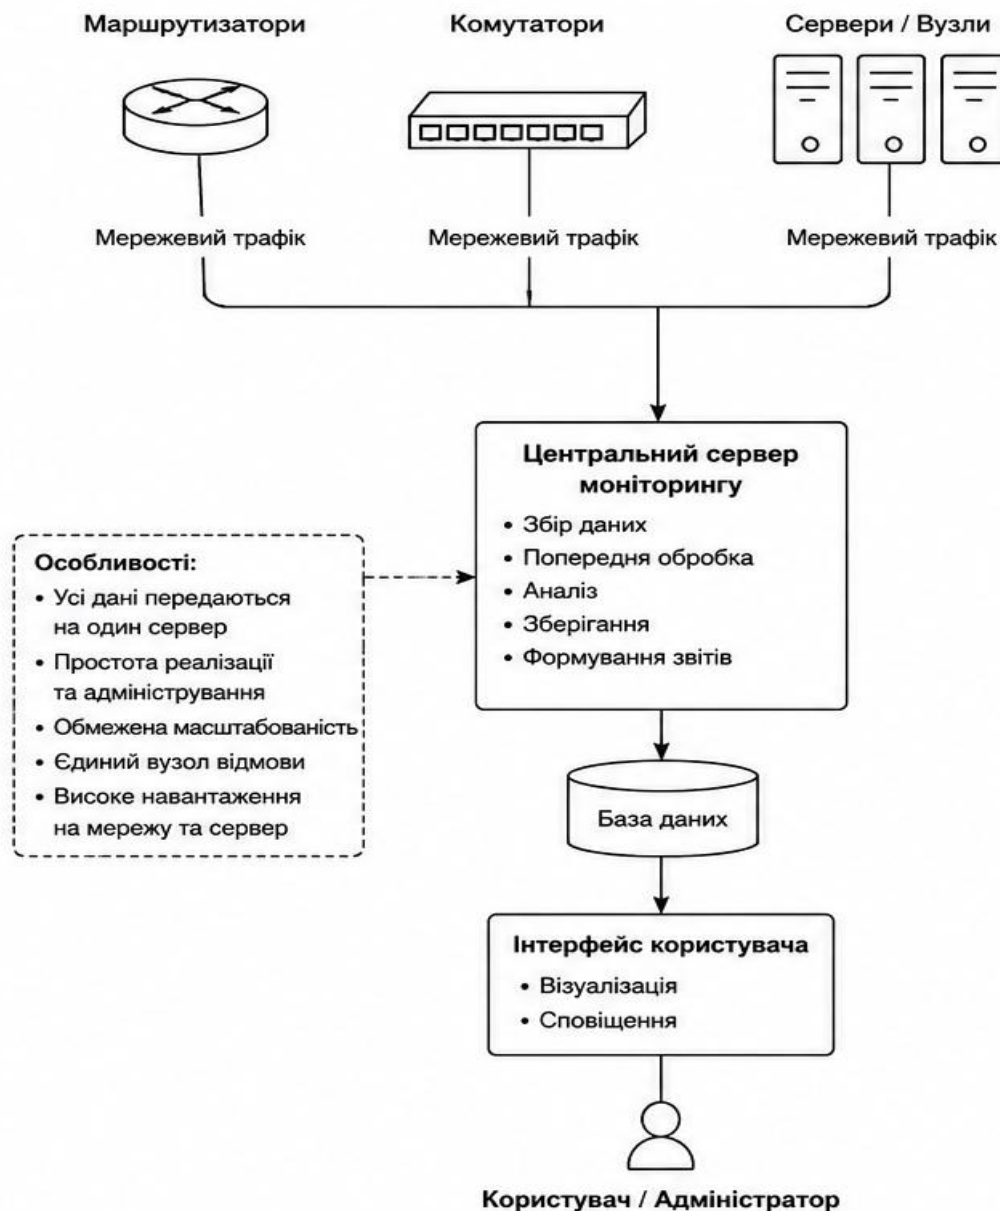 Маршрутизатори
Комутатори
Сервери / Вузли
Мережевий трафік
Мережевий трафік
Мережевий трафік
Центральний сервер
моніторингу
• Збір даних
• Попередня обробка
• Аналіз
• Зберігання
• Формування звітів
Особливості:
• Усі дані передаються
на один сервер
• Простота реалізації
та адміністрування
• Обмежена масштабованість
• Єдиний вузол відмови
• Високе навантаження
на мережу та сервер
База даних
Інтерфейс користувача
• Візуалізація
• Сповіщення
Користувач / Адміністратор